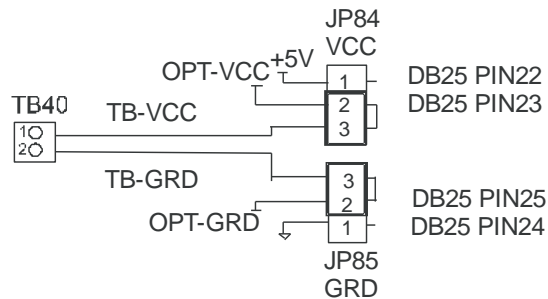 JP84
VCC
+5V
OPT-VCC
1
DB25 PIN22
2
DB25 PIN23
TB40
TB-VCC
3
1
2
TB-GRD
3
DB25 PIN25
OPT-GRD
2
1
DB25 PIN24
JP85
GRD